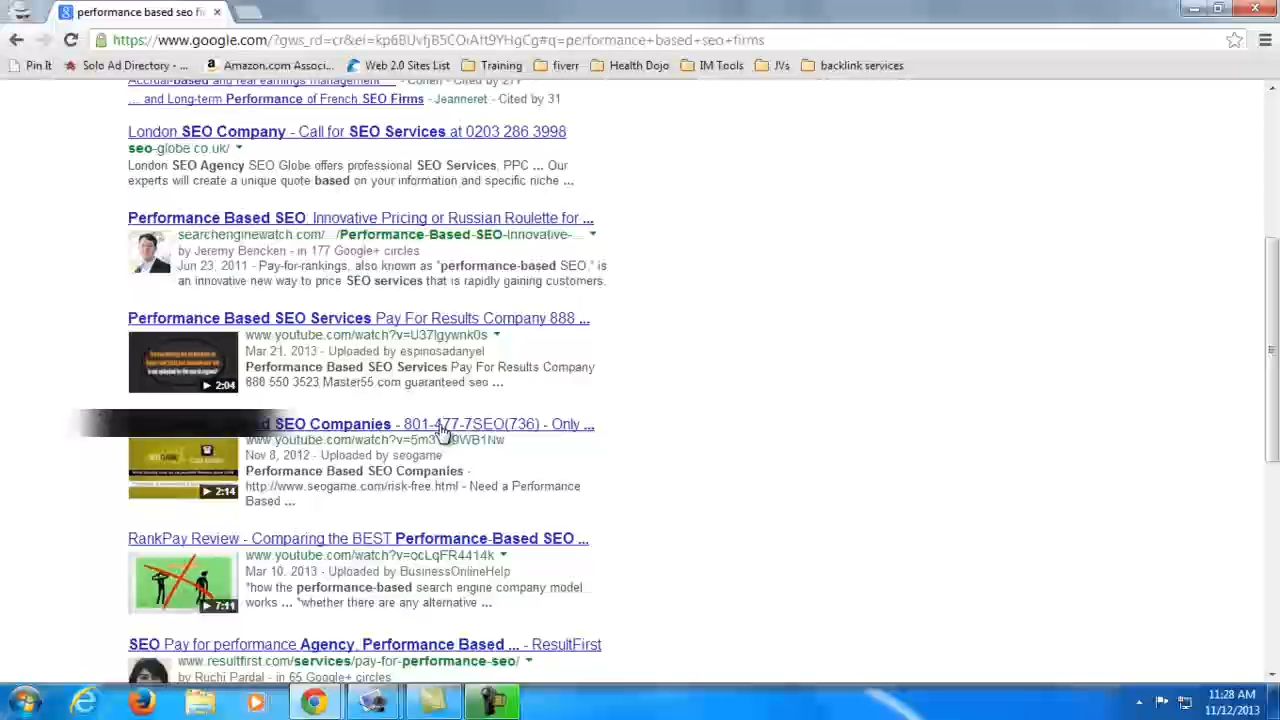 performance based seo fi
https://www.google.com/?gws_rd=cr&ei=kp6BUvfjB5COrAft9YHgCg#q=performance+based+seo+firms
Pin It
Solo Ad Directory - ...
Amazon.com Associ...
Web 2.0 Sites List
Training
fiverr
Health Dojo
IM Tools
JVs
backlink services
Accrual-based and real earnings management ... - Cohen - Cited by 277
... and Long-term Performance of French SEO Firms - Jeanneret - Cited by 31
London SEO Company - Call for SEO Services at 0203 286 3998
seo-globe.co.uk/
London SEO Agency SEO Globe offers professional SEO Services, PPC ... Our
experts will create a unique quote based on your information and specific niche ...
Performance Based SEO: Innovative Pricing or Russian Roulette for ...
searchenginewatch.com/.../Performance-Based-SEO-Innovative-...
by Jeremy Bencken - in 177 Google+ circles
Jun 23, 2011 - Pay-for-rankings, also known as "performance-based SEO," is
an innovative new way to price SEO services that is rapidly gaining customers.
Performance Based SEO Services Pay For Results Company 888 ...
www.youtube.com/watch?v=U37lgywnk0s
Mar 21, 2013 - Uploaded by espinosadanyel
Performance Based SEO Services Pay For Results Company
888 550 3523 Master55.com guaranteed seo ...
2:04
SEO Companies - 801-477-7SEO(736) - Only ...
Nov 8, 2012 - Uploaded by seogame
Performance Based SEO Companies -
http://www.seogame.com/risk-free.html - Need a Performance
Based ...
2:14
RankPay Review - Comparing the BEST Performance-Based SEO ...
www.youtube.com/watch?v=ocLqFR4414k
Mar 10, 2013 - Uploaded by BusinessOnlineHelp
"how the performance-based search engine company model
works ... "whether there are any alternative ...
7:11
SEO Pay for performance Agency, Performance Based ... - ResultFirst
www.resultfirst.com/services/pay-for-performance-seo/
by Ruchi Pardal - in 65 Google+ circles
11:28 AM
11/12/2013